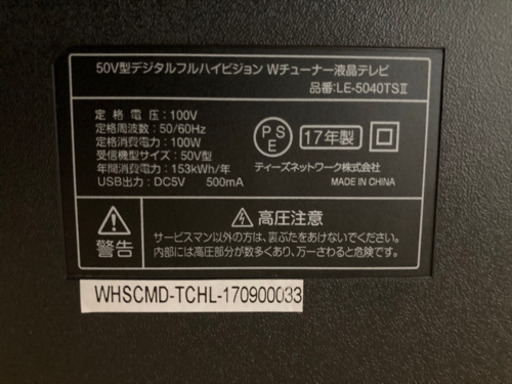 50V型デジタルフルハイビジョン Wチューナー液晶テレビ
品番:LE-5040TSⅡ
定格電圧:100V
定格周波数:50/60Hz
定格消費電力:100W
受信機型サイズ:50V型
年間消費電力:153kWh/年
USB出力:DC5V 500mA
PSE
17年製
ティーズネットワーク株式会社
MADE IN CHINA
警告
高圧注意
サービスマン以外の方は、裏ぶたをあけないでください。
内部には高圧部分が数多くあり、万一さわると危険です。
WHSCMD-TCHL-170900033